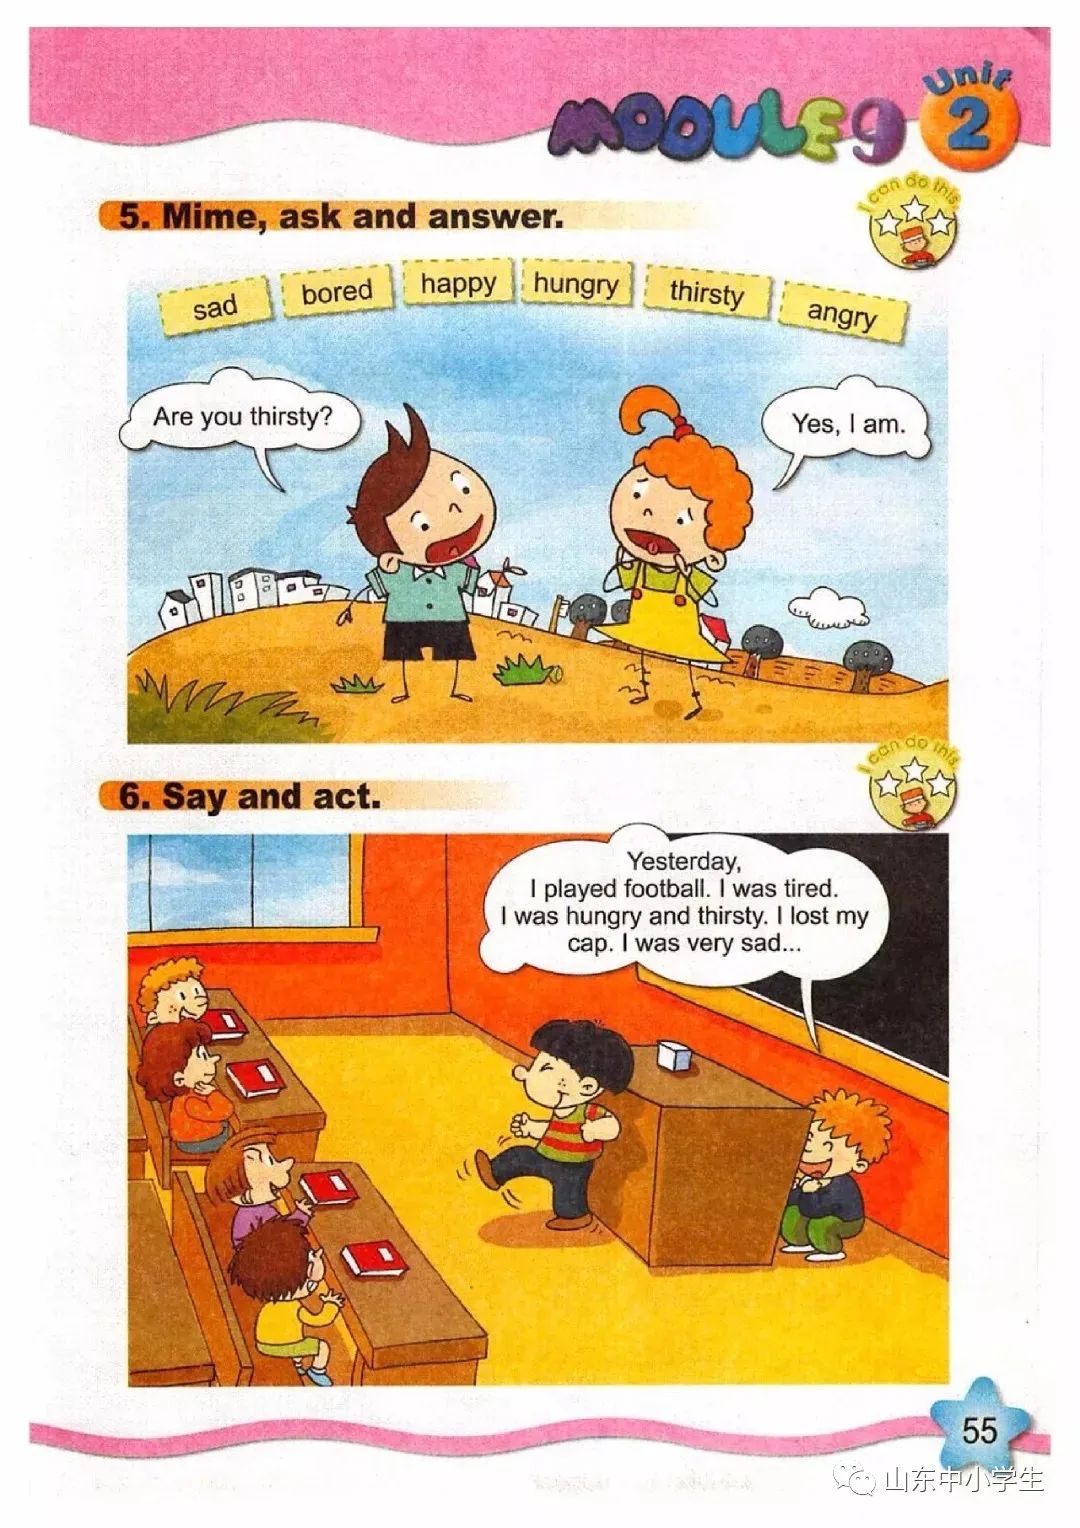 MODULE 9
Unit 2
5. Mime, ask and answer.
I can do this.
sad
bored
happy
hungry
thirsty
angry
Are you thirsty?
Yes, I am.
6. Say and act.
I can do this.
Yesterday,
I played football. I was tired.
I was hungry and thirsty. I lost my
cap. I was very sad...
55
山东中小学生